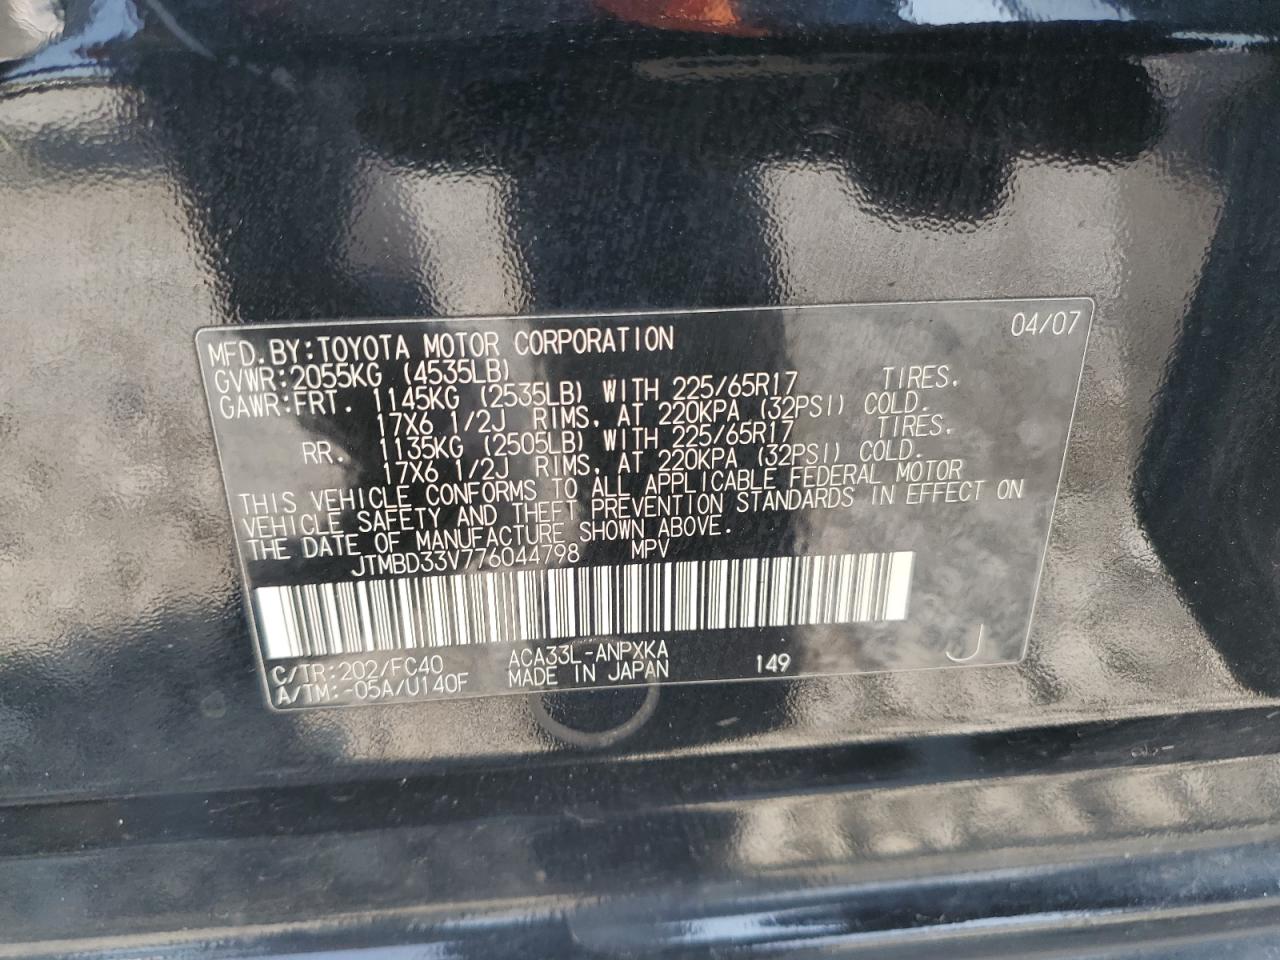 04/07
MFD.BY:TOYOTA MOTOR CORPORATION
GVWR:2055KG (4535LB)
GAWR:FRT. 1145KG (2535LB) WITH 225/65R17 TIRES.
17X6 1/2J RIMS, AT 220KPA (32PSI) COLD.
RR. 1135KG (2505LB) WITH 225/65R17 TIRES.
17X6 1/2J RIMS, AT 220KPA (32PSI) COLD.
THIS VEHICLE CONFORMS TO ALL APPLICABLE FEDERAL MOTOR
VEHICLE SAFETY AND THEFT PREVENTION STANDARDS IN EFFECT ON
THE DATE OF MANUFACTURE SHOWN ABOVE.
JTMBD33V776044798 MPV
C/TR:202/FC40 ACA33L-ANPXKA 149 J
A/TM:-05A/U140F MADE IN JAPAN